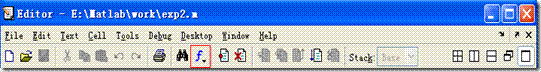 Editor - E:\Matlab\work\exp2.m
File Edit Text Cell Tools Debug Desktop Window Help
f Stack: Base